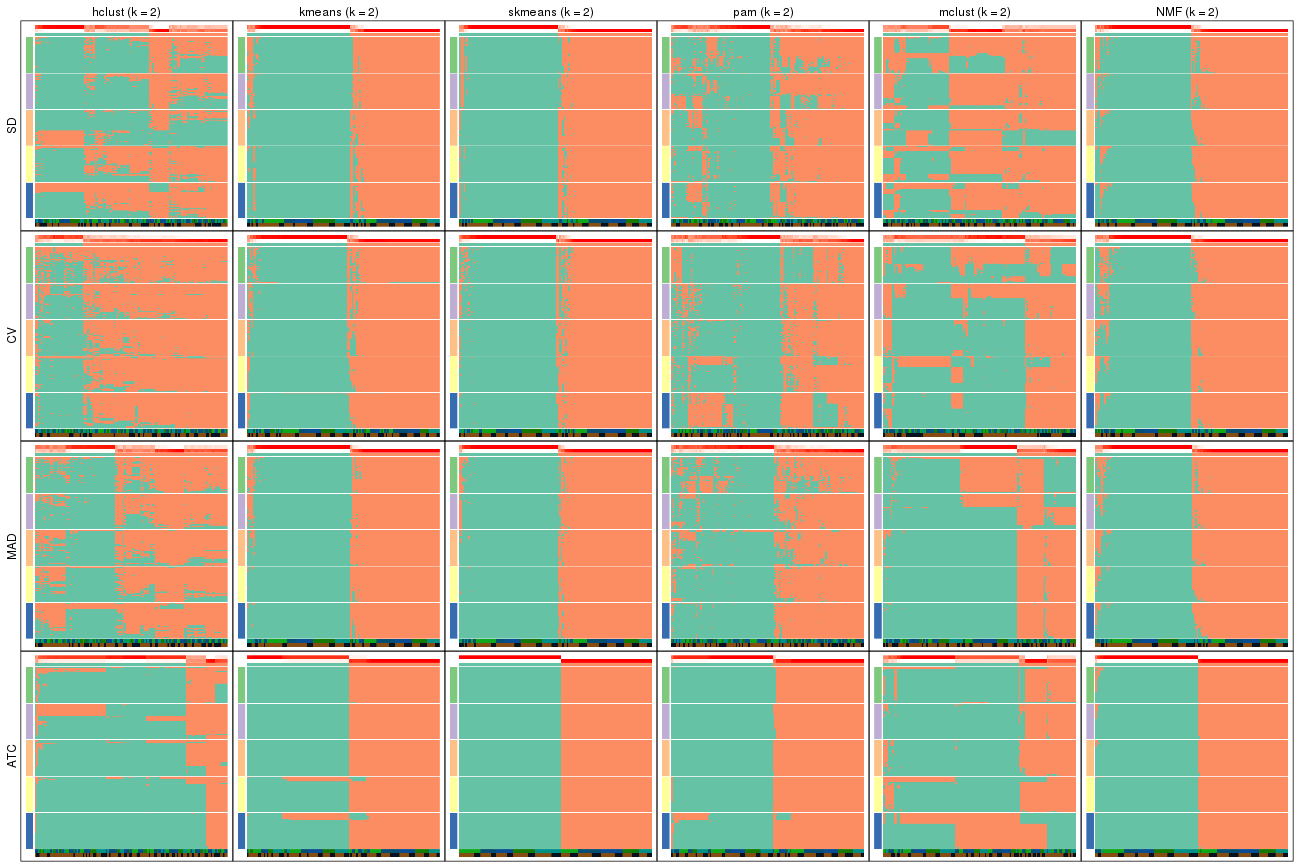 hclust (k = 2) kmeans (k = 2) skmeans (k = 2) pam (k = 2) mclust (k = 2) NMF (k = 2)
SD
CV
MAD
ATC